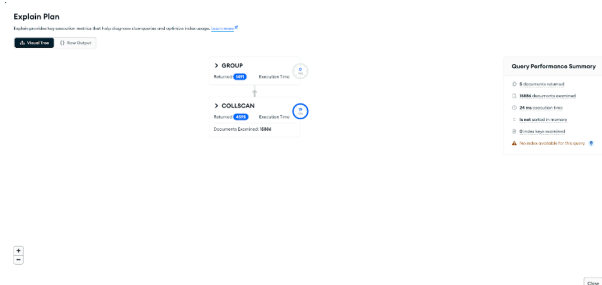 Explain Plan
Explain provides key execution metrics that help diagnose slow queries and optimize index usage. Learn more
Visual Tree
Raw Output
GROUP
Returned
Execution Time
COLLSCAN
Returned
Execution Time
Documents Examined:
Query Performance Summary
documents returned
documents examined
24 ms execution time
Is not sorted in memory
0 index keys examined
No index available for this query
+
−
Close